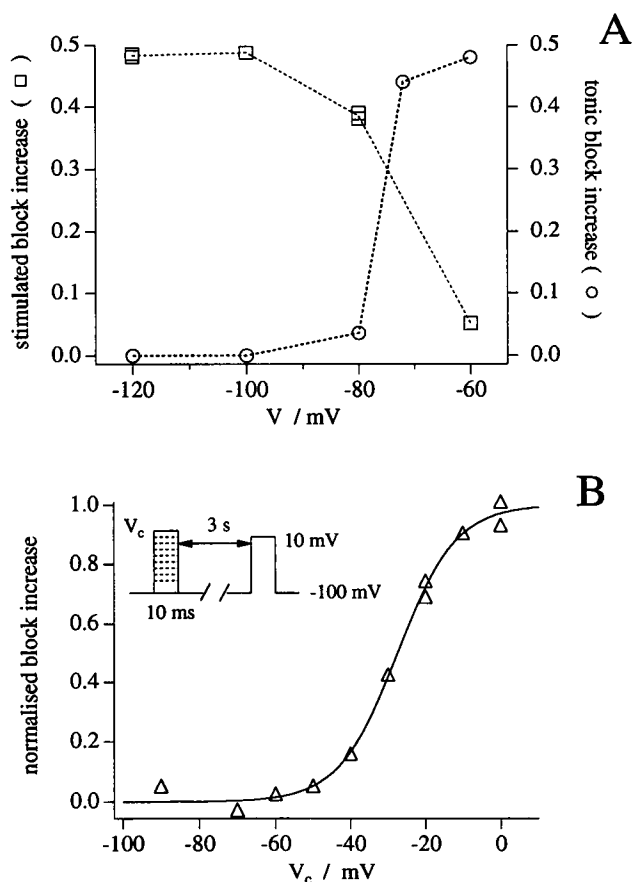 A
stimulated block increase ( □ )
0.5
0.4
0.3
0.2
0.1
0.0
0.5
0.4
0.3
0.2
0.1
0.0
tonic block increase ( ○ )
-120 -100 -80 -60
V / mV
B
normalised block increase
1.0
0.8
0.6
0.4
0.2
0.0
Vc
3 s
10 mV
-100 mV
10 ms
-100 -80 -60 -40 -20 0
Vc / mV